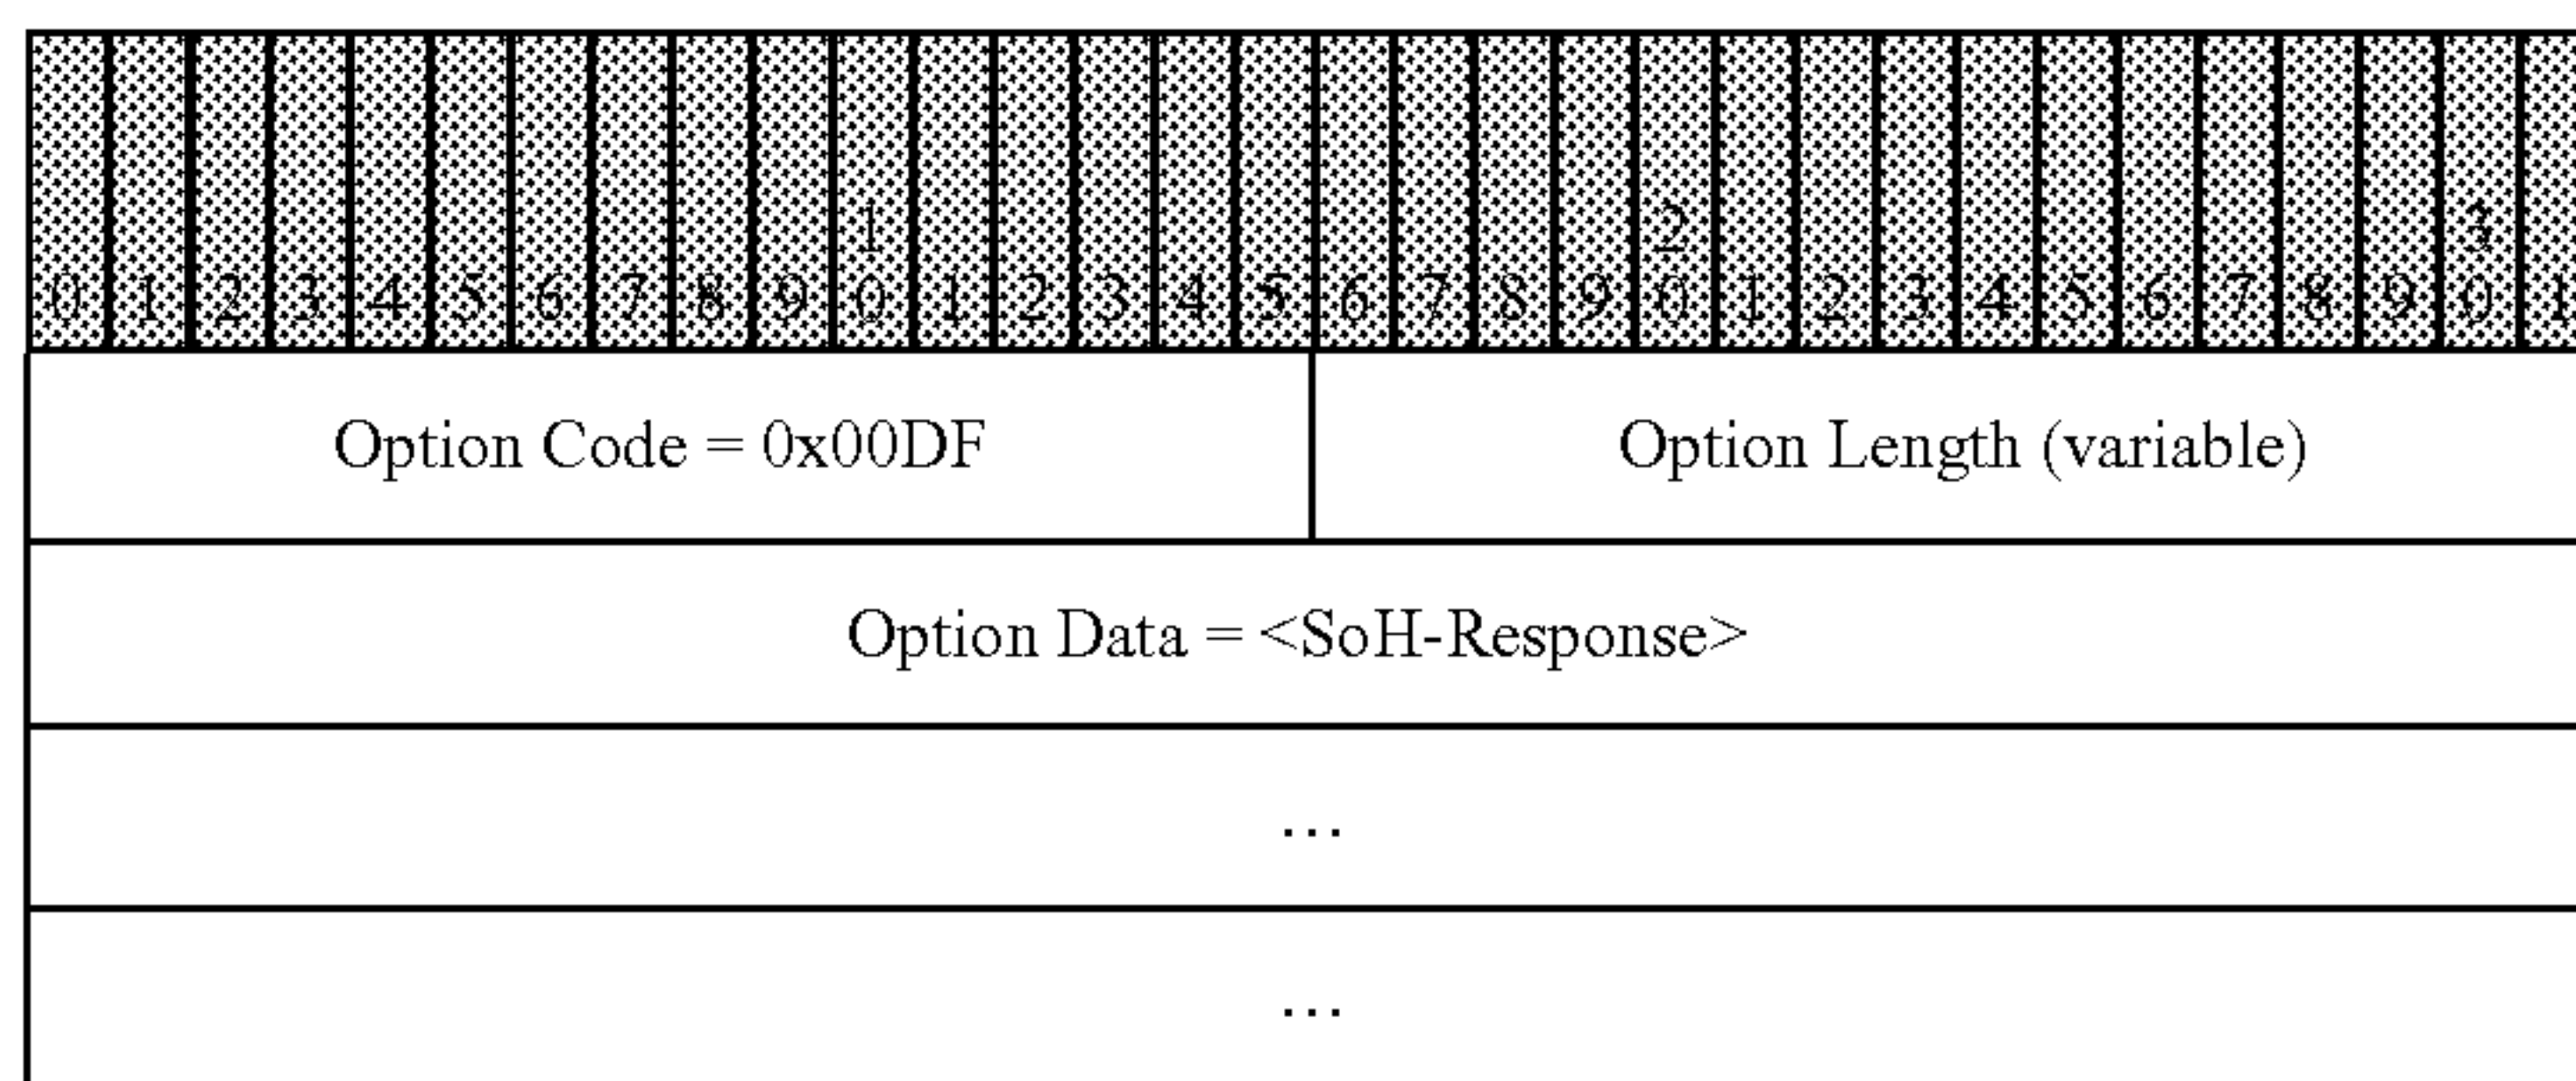 1 2 3
0 1 2 3 4 5 6 7 8 9 0 1 2 3 4 5 6 7 8 9 0 1 2 3 4 5 6 7 8 9 0 1
Option Code = 0x00DF Option Length (variable)
Option Data = <SoH-Response>
...
...